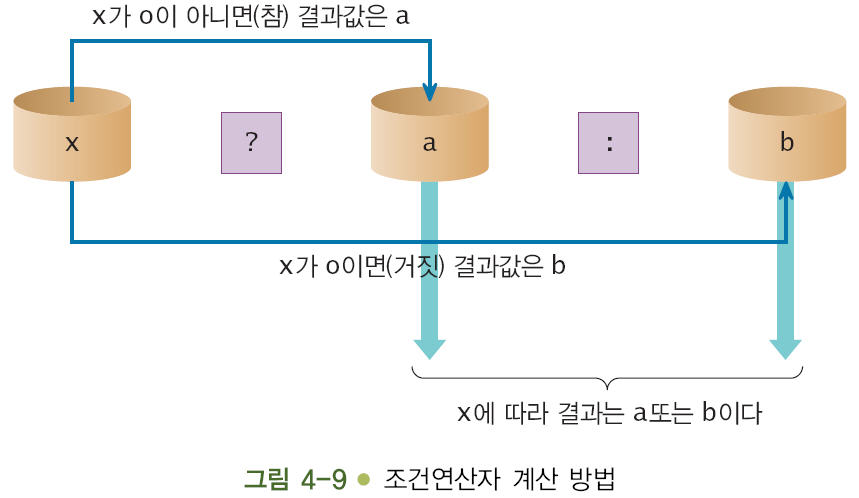 x가 o이 아니면(참) 결과값은 a
x ? a : b
x가 o이면(거짓) 결과값은 b
x에 따라 결과는 a또는 b이다
그림 4-9 ● 조건연산자 계산 방법